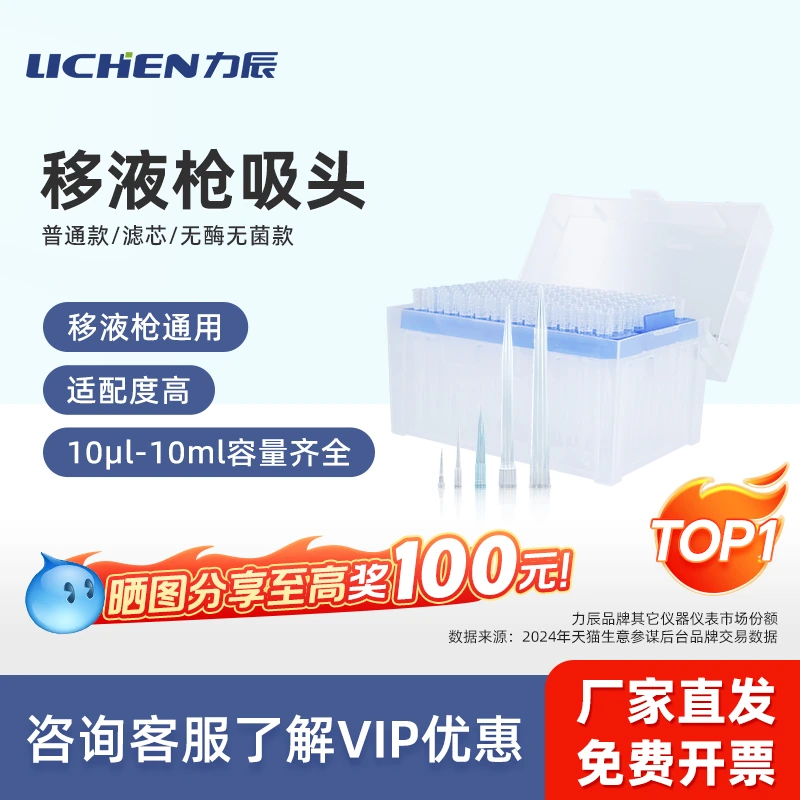 LICHEN力辰
移液枪吸头
普通款/滤芯/无酶无菌款
移液枪通用
适配度高
10μl-10ml容量齐全
TOP1
晒图分享至高奖100元!
力辰品牌其它仪器仪表市场份额
数据来源：2024年天猫生意参谋后台品牌交易数据
咨询客服了解VIP优惠
厂家直发
免费开票